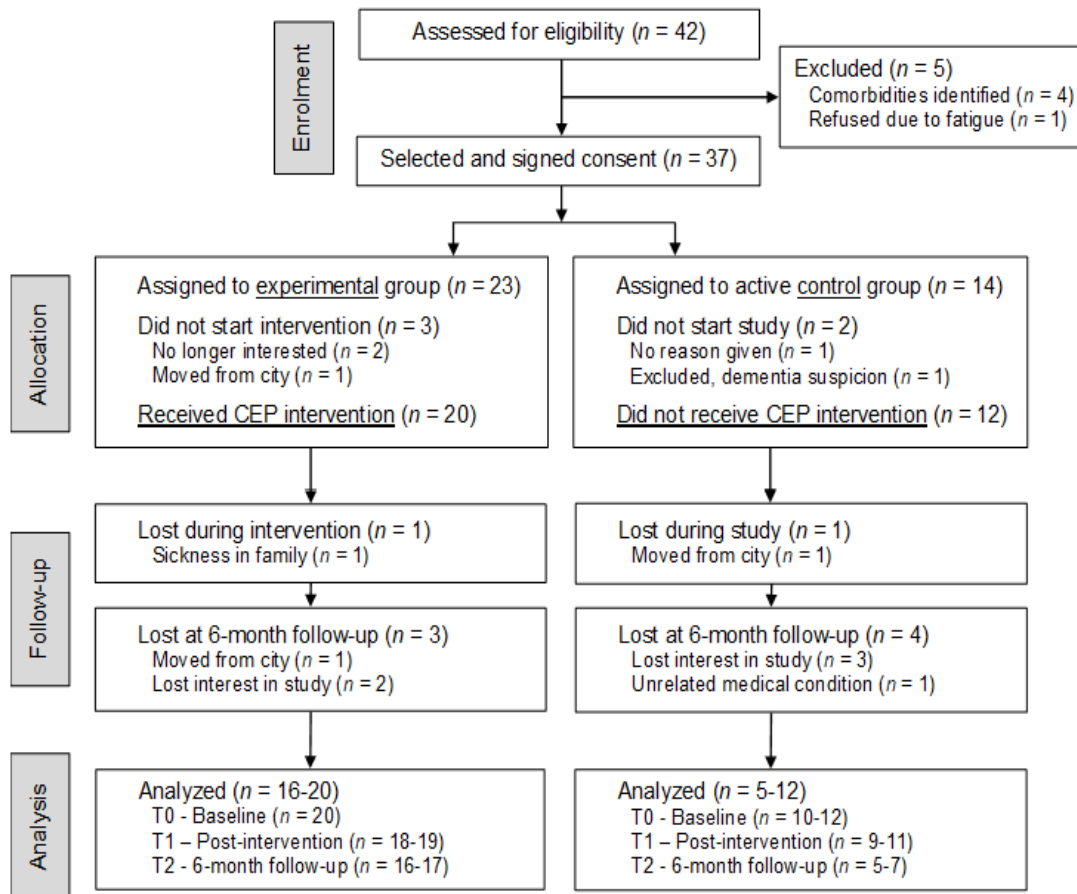 Enrolment
Assessed for eligibility (n = 42)
Excluded (n = 5)
Comorbidities identified (n = 4)
Refused due to fatigue (n = 1)
Selected and signed consent (n = 37)
Allocation
Assigned to experimental group (n = 23)
Did not start intervention (n = 3)
No longer interested (n = 2)
Moved from city (n = 1)
Received CEP intervention (n = 20)
Assigned to active control group (n = 14)
Did not start study (n = 2)
No reason given (n = 1)
Excluded, dementia suspicion (n = 1)
Did not receive CEP intervention (n = 12)
Follow-up
Lost during intervention (n = 1)
Sickness in family (n = 1)
Lost during study (n = 1)
Moved from city (n = 1)
Lost at 6-month follow-up (n = 3)
Moved from city (n = 1)
Lost interest in study (n = 2)
Lost at 6-month follow-up (n = 4)
Lost interest in study (n = 3)
Unrelated medical condition (n = 1)
Analysis
Analyzed (n = 16-20)
T0 - Baseline (n = 20)
T1 – Post-intervention (n = 18-19)
T2 - 6-month follow-up (n = 16-17)
Analyzed (n = 5-12)
T0 - Baseline (n = 10-12)
T1 – Post-intervention (n = 9-11)
T2 - 6-month follow-up (n = 5-7)